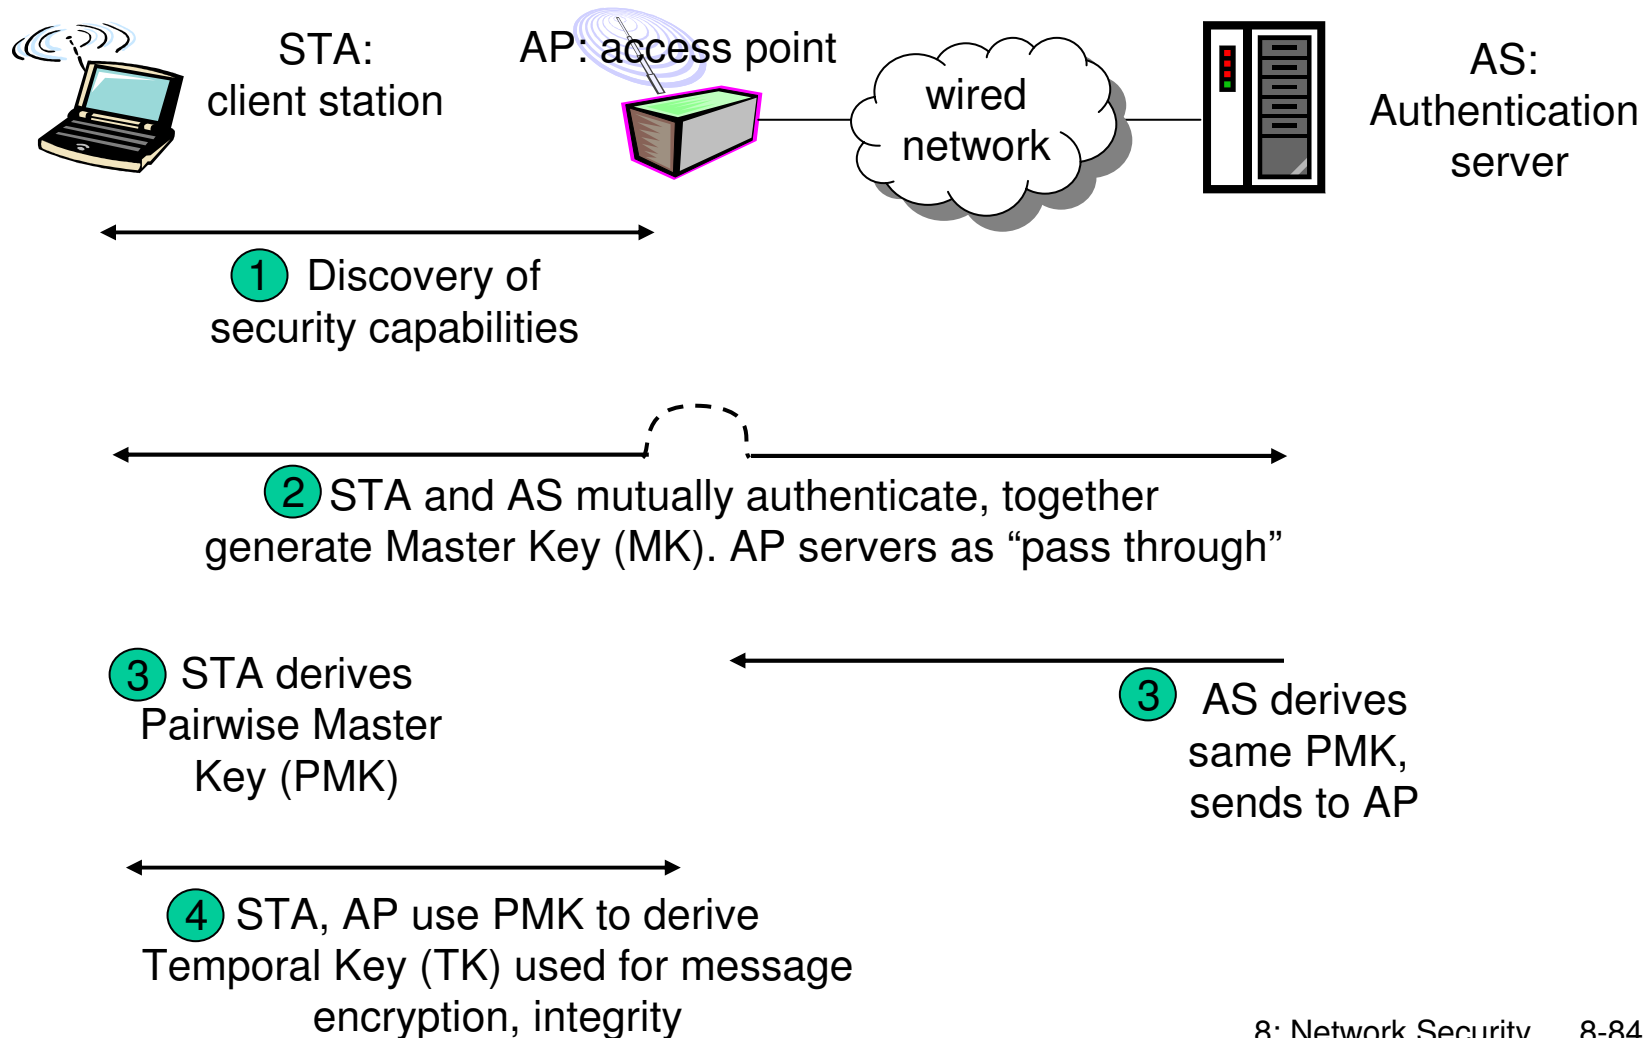 STA:
client station
AP: access point
wired
network
AS:
Authentication
server
1 Discovery of
security capabilities
2 STA and AS mutually authenticate, together
generate Master Key (MK). AP servers as “pass through”
3 STA derives
Pairwise Master
Key (PMK)
3 AS derives
same PMK,
sends to AP
4 STA, AP use PMK to derive
Temporal Key (TK) used for message
encryption, integrity
8: Network Security 8-84